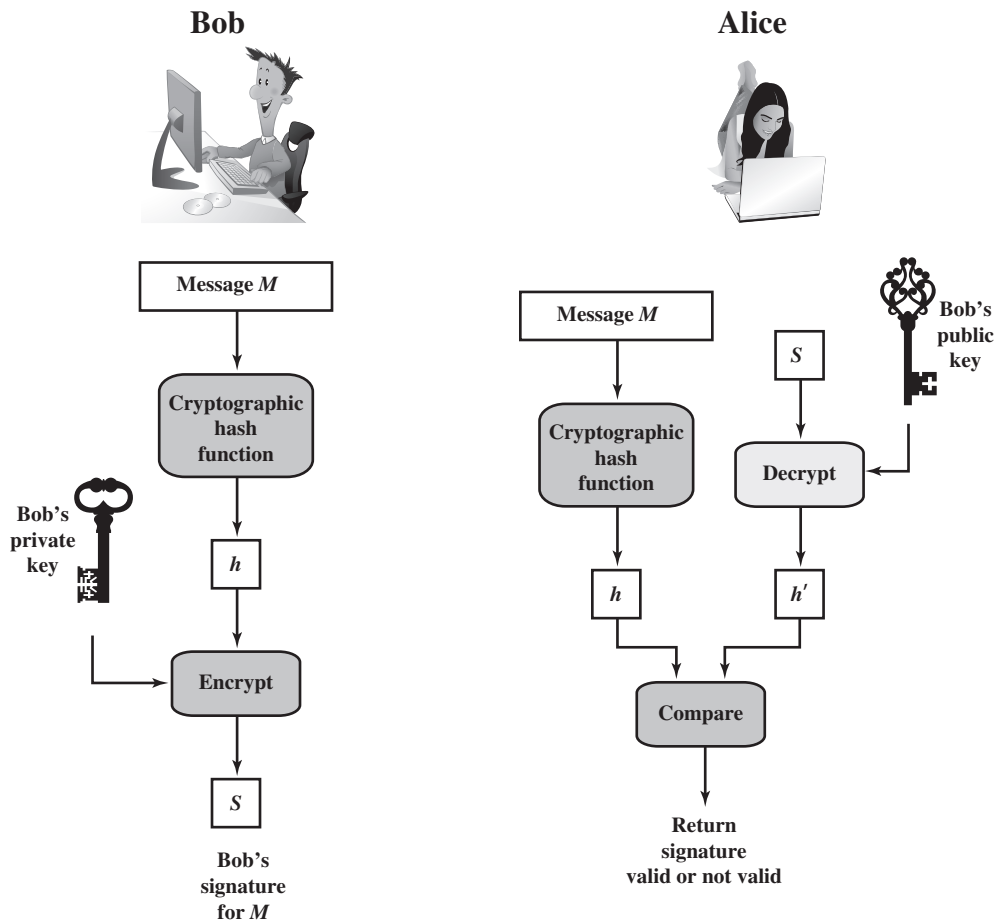 Bob
Message M
Cryptographic
hash
function
Bob's
private
key
h
Encrypt
S
Bob's
signature
for M
Alice
Message M
S
Bob's
public
key
Cryptographic
hash
function
Decrypt
h
h′
Compare
Return
signature
valid or not valid